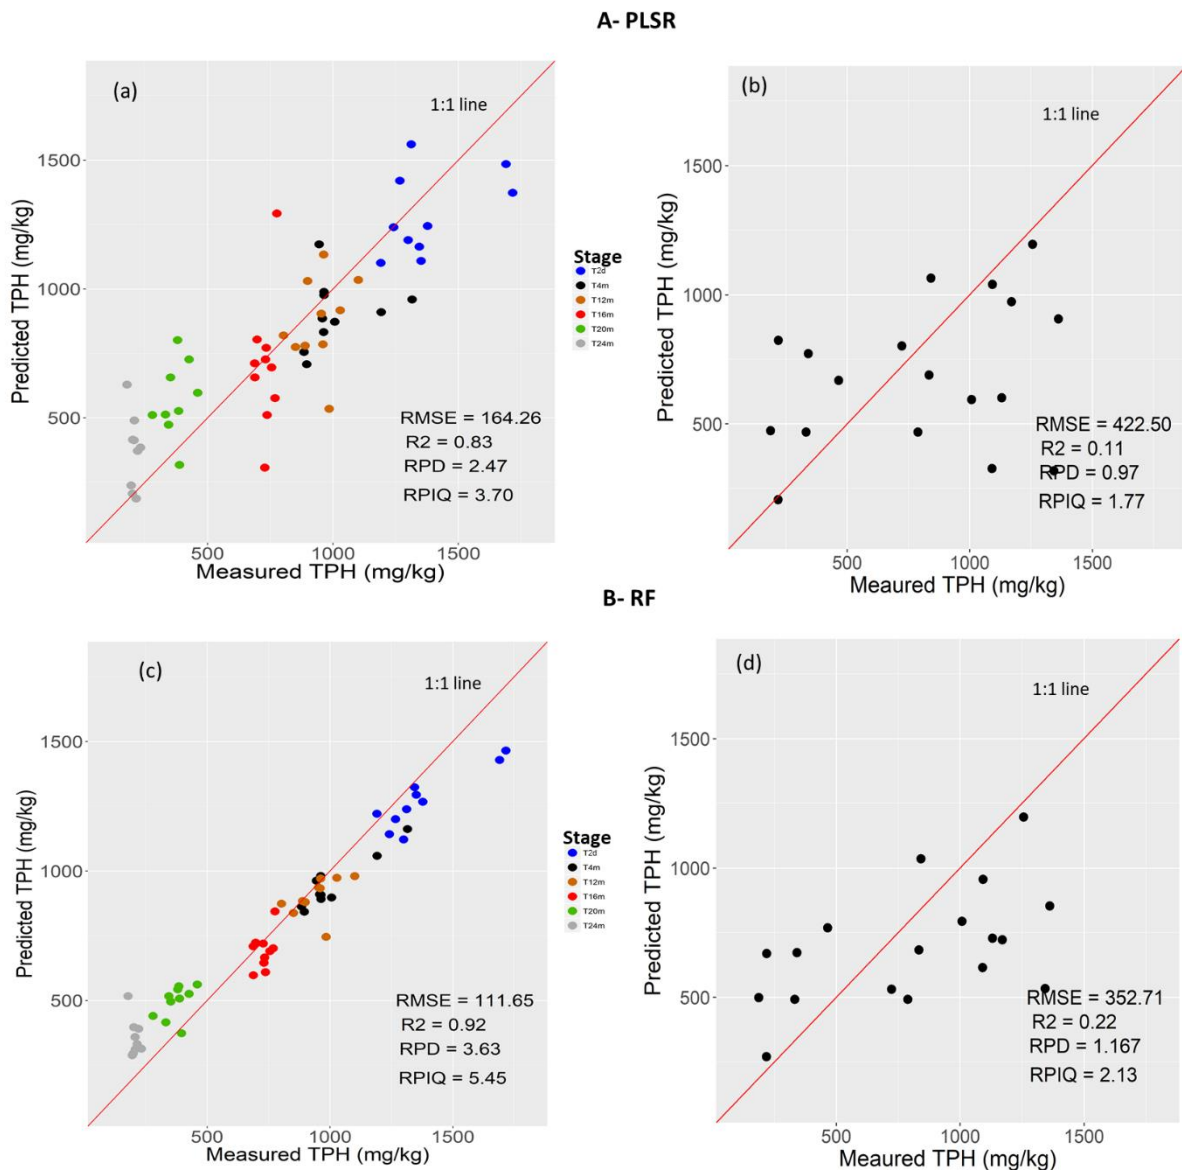 A- PLSR
(a)
1:1 line
1500
1000
500
Predicted TPH (mg/kg)
RMSE = 164.26
R2 = 0.83
RPD = 2.47
RPIQ = 3.70
500
1000
1500
Measured TPH (mg/kg)
Stage
T2d
T4m
T12m
T16m
T20m
T24m
(b)
1:1 line
1500
1000
500
Predicted TPH (mg/kg)
RMSE = 422.50
R2 = 0.11
RPD = 0.97
RPIQ = 1.77
500
1000
1500
Meaured TPH (mg/kg)
B- RF
(c)
1:1 line
1500
1000
500
Predicted TPH (mg/kg)
RMSE = 111.65
R2 = 0.92
RPD = 3.63
RPIQ = 5.45
500
1000
1500
Measured TPH (mg/kg)
Stage
T2d
T4m
T12m
T16m
T20m
T24m
(d)
1:1 line
1500
1000
500
Predicted TPH (mg/kg)
RMSE = 352.71
R2 = 0.22
RPD = 1.167
RPIQ = 2.13
500
1000
1500
Measured TPH (mg/kg)